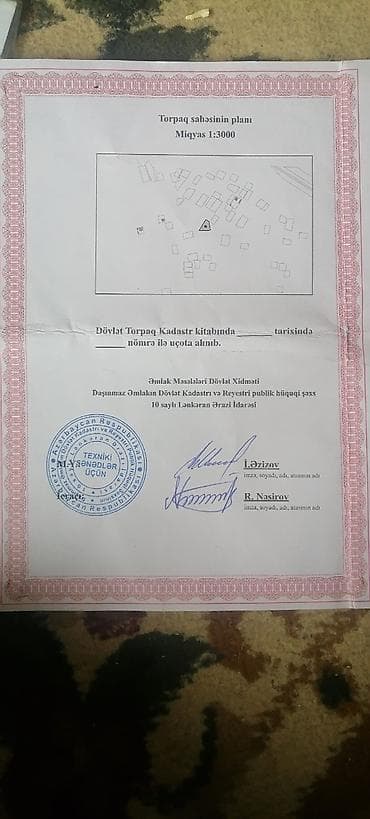 Torpaq sahəsinin planı
Miqyas 1:3000
Dövlət Torpaq Kadastr kitabında ______ tarixində
______ nömrə ilə uçota alınıb.
Əmlak Məsələləri Dövlət Xidməti
Daşınmaz Əmlakın Dövlət Kadastrı və Reyestri publik hüquqi şəxs
10 saylı Lənkəran Ərazi İdarəsi
M.Y.
İ.Əzizov
imza, soyadı, adı, atasının adı
İcraçı:
R. Nəsirov
imza, soyadı, adı, atasının adı
Azərbaycan Respublikası
TEXNİKİ
SƏNƏDLƏR
ÜÇÜN